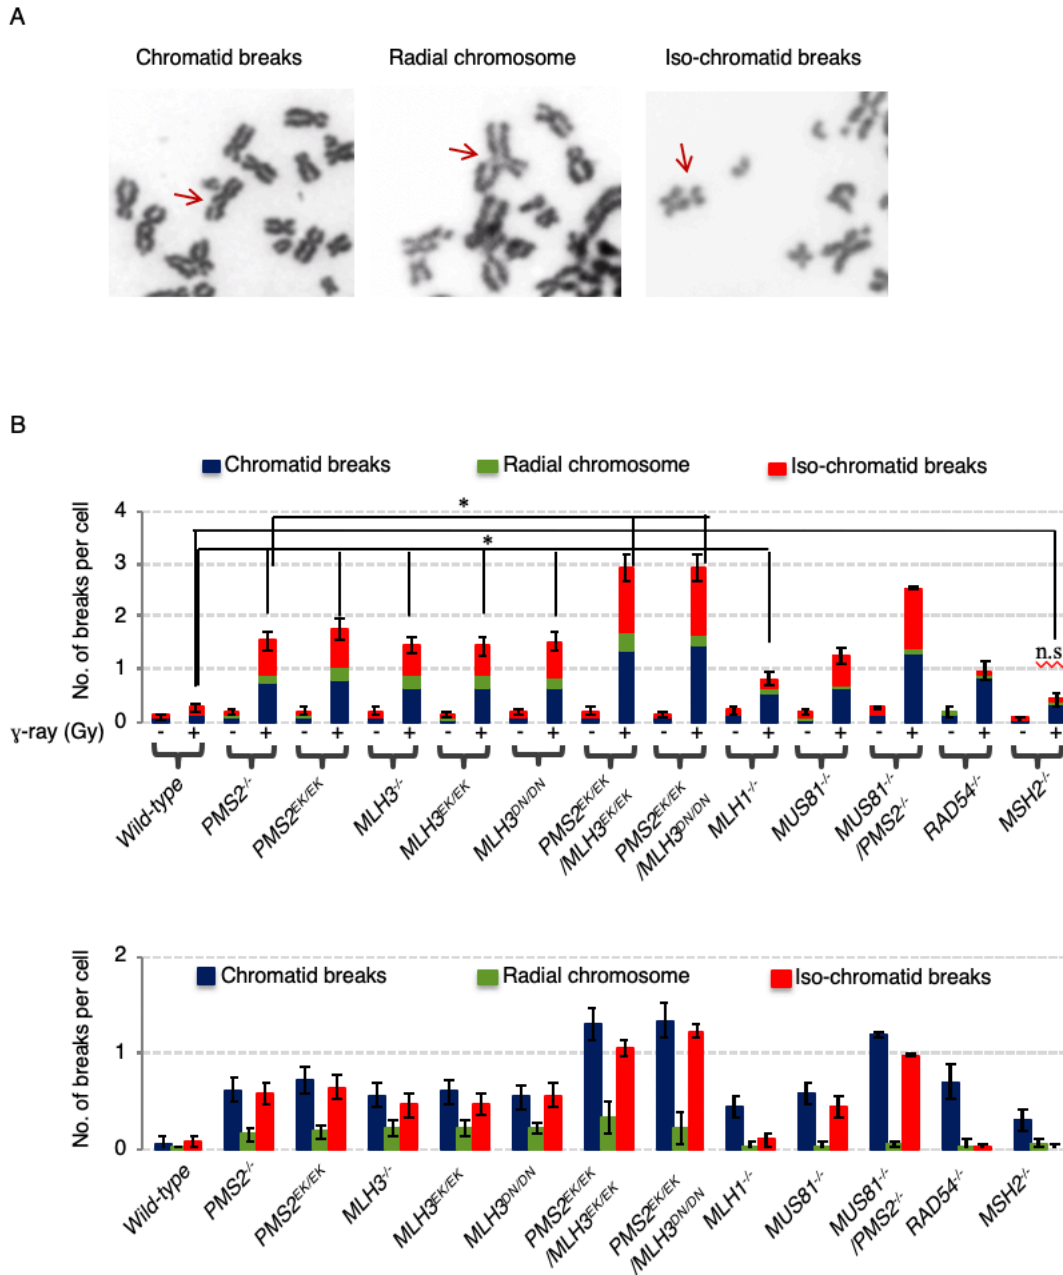 A
Chromatid breaks
Radial chromosome
Iso-chromatid breaks
B
Chromatid breaks
Radial chromosome
Iso-chromatid breaks
No. of breaks per cell
4
3
2
1
0
*
*
n.s
ɣ-ray (Gy)
- + - + - + - + - + - + - + - + - + - + - + - + - +
Wild-type
PMS2-/-
PMS2EK/EK
MLH3-/-
MLH3EK/EK
MLH3DN/DN
PMS2EK/EK
/MLH3EK/EK
PMS2EK/EK
/MLH3DN/DN
MLH1-/-
MUS81-/-
MUS81-/-
/PMS2-/-
RAD54-/-
MSH2-/-
No. of breaks per cell
2
1
0
Chromatid breaks
Radial chromosome
Iso-chromatid breaks
Wild-type
PMS2-/-
PMS2EK/EK
MLH3-/-
MLH3EK/EK
MLH3DN/DN
PMS2EK/EK
/MLH3EK/EK
PMS2EK/EK
/MLH3DN/DN
MLH1-/-
MUS81-/-
MUS81-/-
/PMS2-/-
RAD54-/-
MSH2-/-